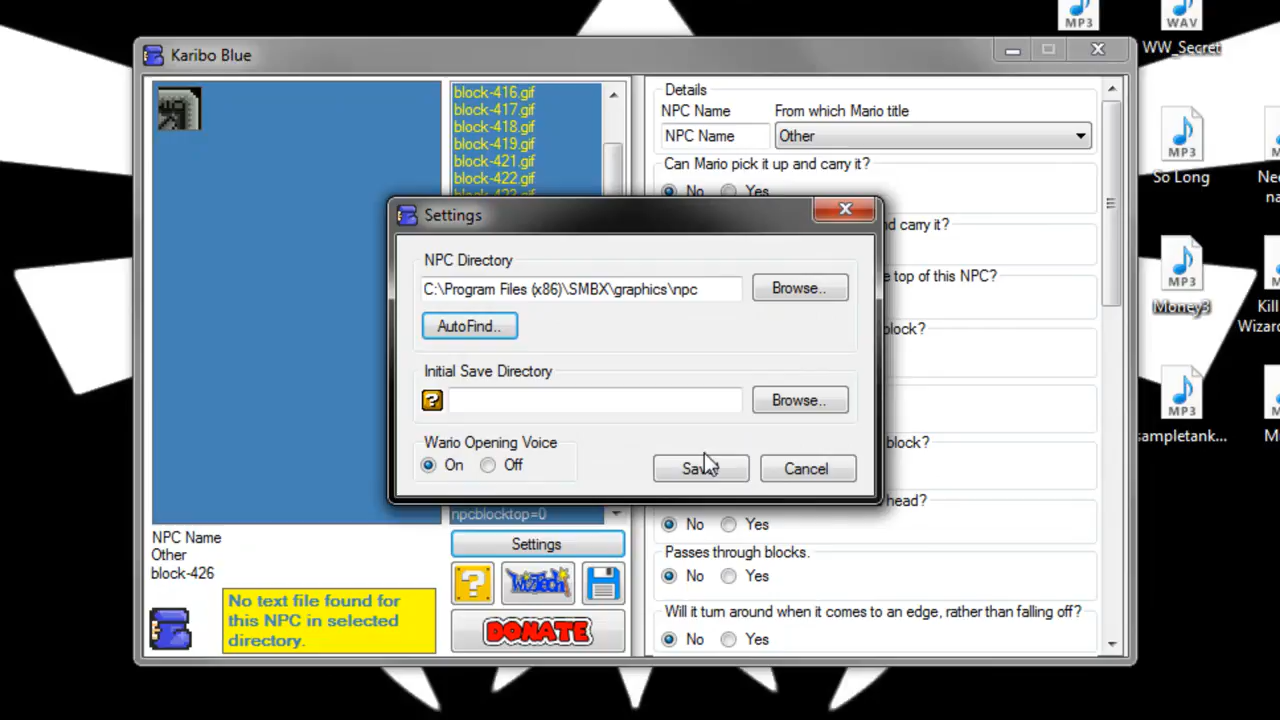 MP3
WAV
WW_Secret
Karibo Blue
block-416.gif
block-417.gif
block-418.gif
block-419.gif
block-421.gif
block-422.gif
Details
NPC Name
From which Mario title
NPC Name
Other
Can Mario pick it up and carry it?
No Yes
nd carry it?
e top of this NPC?
block?
block?
head?
No Yes
Passes through blocks.
No Yes
Will it turn around when it comes to an edge, rather than falling off?
No Yes
Settings
NPC Directory
C:\Program Files (x86)\SMBX\graphics\npc
Browse..
AutoFind..
Initial Save Directory
?
Browse..
Wario Opening Voice
On Off
Cancel
npcblocktop=0
Settings
?
WizTech
DONATE
NPC Name
Other
block-426
No text file found for
this NPC in selected
directory.
MP3
So Long
MP3
Money3
Kill
Wizar
MP3
sampletank...